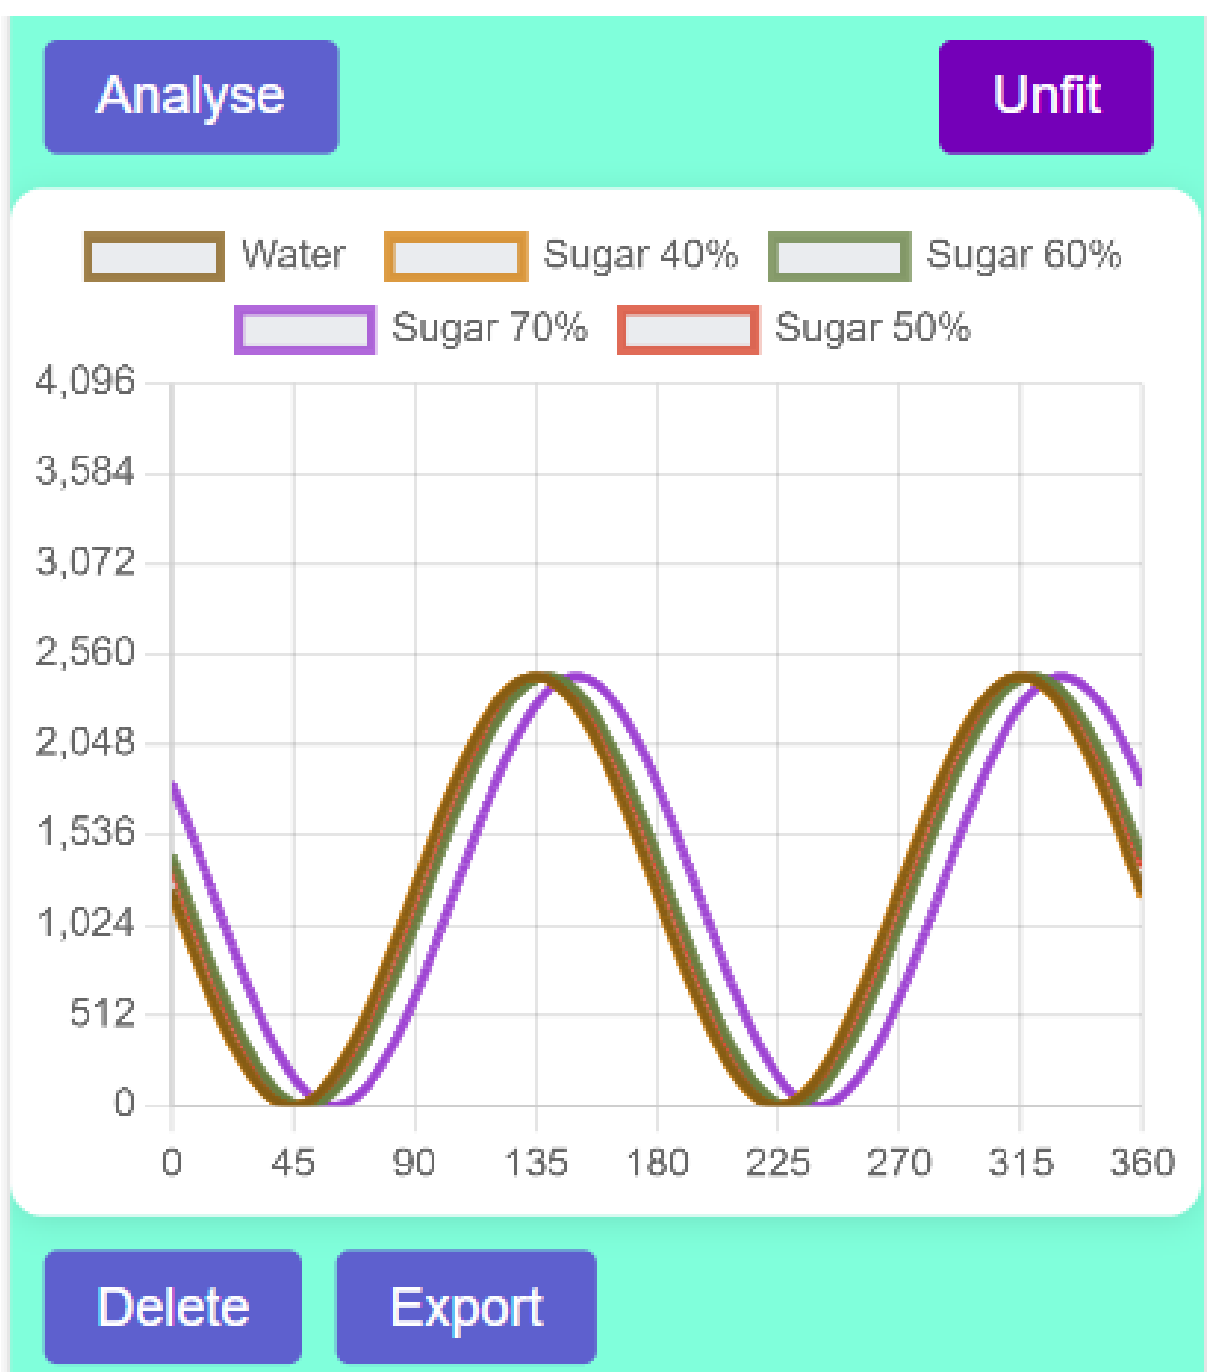 Analyse Unfit
Water Sugar 40% Sugar 60%
Sugar 70% Sugar 50%
4,096
3,584
3,072
2,560
2,048
1,536
1,024
512
0
0 45 90 135 180 225 270 315 360
Delete Export